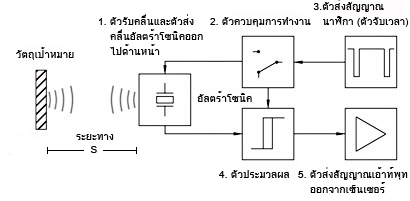 3.ตัวส่งสัญญาณ
นาฬิกา (ตัวจับเวลา)
1. ตัวรับคลื่นและตัวส่ง
คลื่นอัลตร้าโซนิคออก
ไปด้านหน้า
2. ตัวควบคุมการทำงาน
วัตถุเป้าหมาย
อัลตร้าโซนิค
ระยะทาง
S
4. ตัวประมวลผล
5. ตัวส่งสัญญาณเอ้าท์พุท
ออกจากเซ็นเซอร์